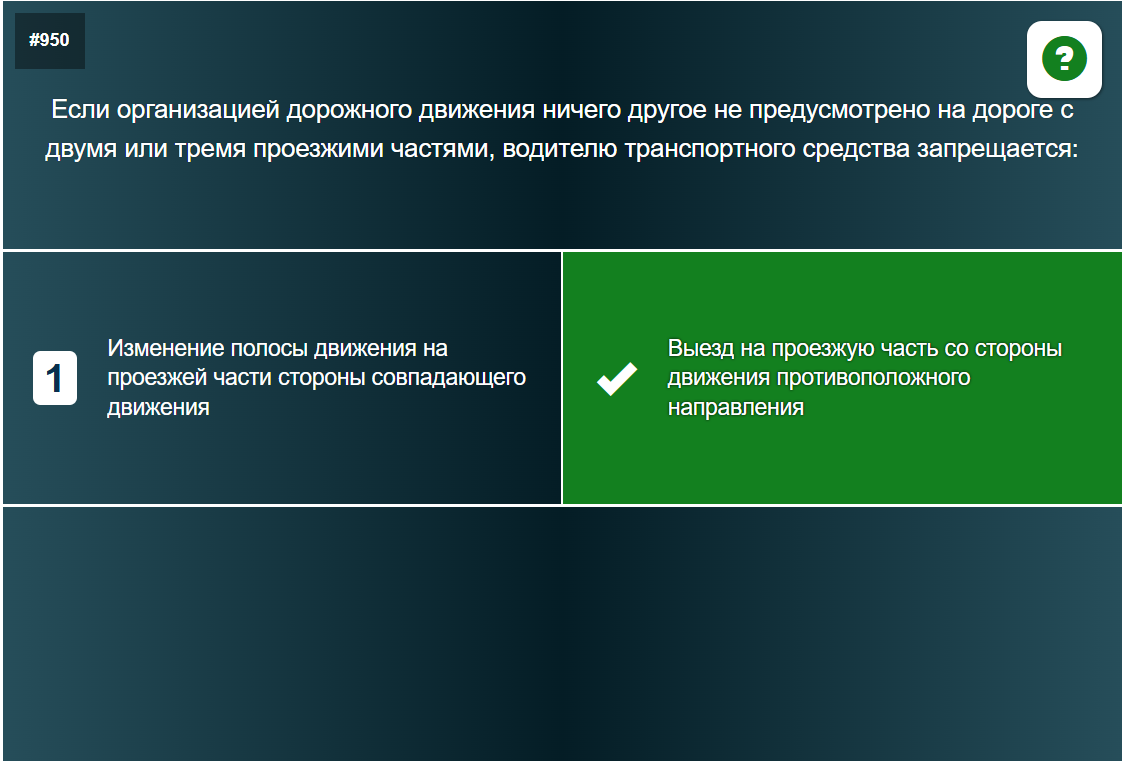 #950
?
Если организацией дорожного движения ничего другое не предусмотрено на дороге с
двумя или тремя проезжими частями, водителю транспортного средства запрещается:
1
Изменение полосы движения на
проезжей части стороны совпадающего
движения
Выезд на проезжую часть со стороны
движения противоположного
направления